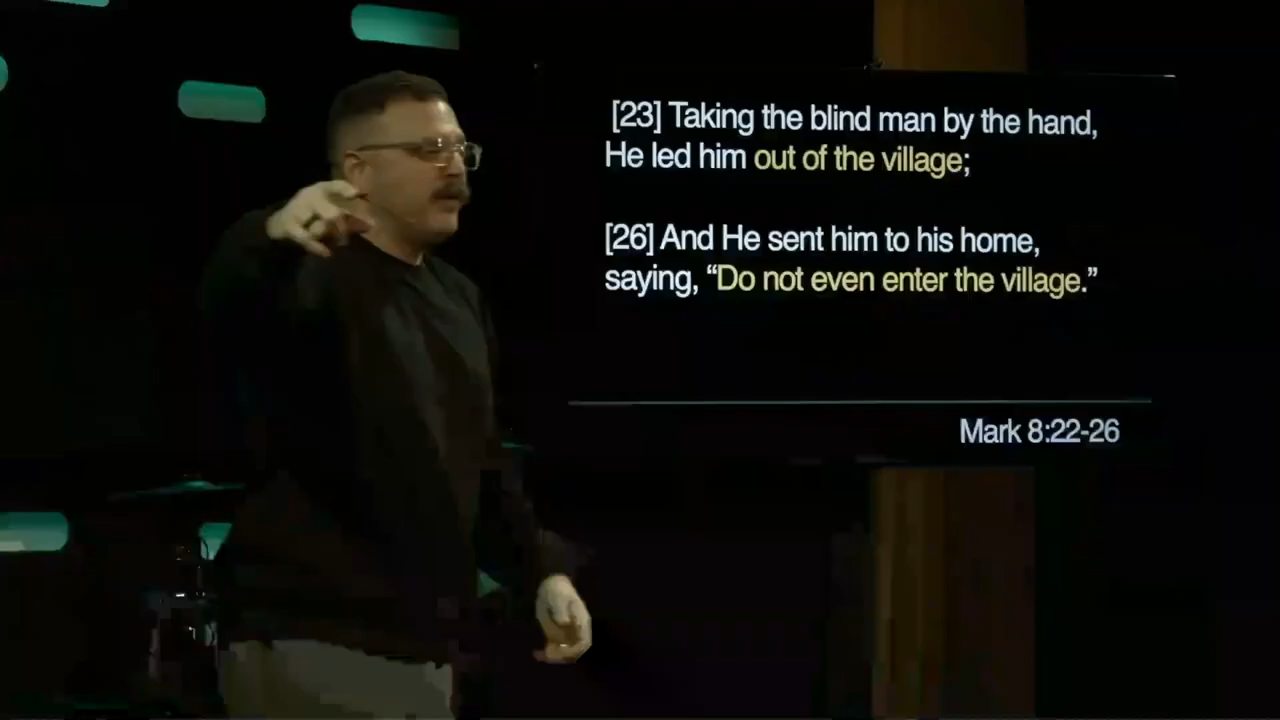 [23] Taking the blind man by the hand,
He led him out of the village;
[26] And He sent him to his home,
saying, “Do not even enter the village.”
Mark 8:22-26